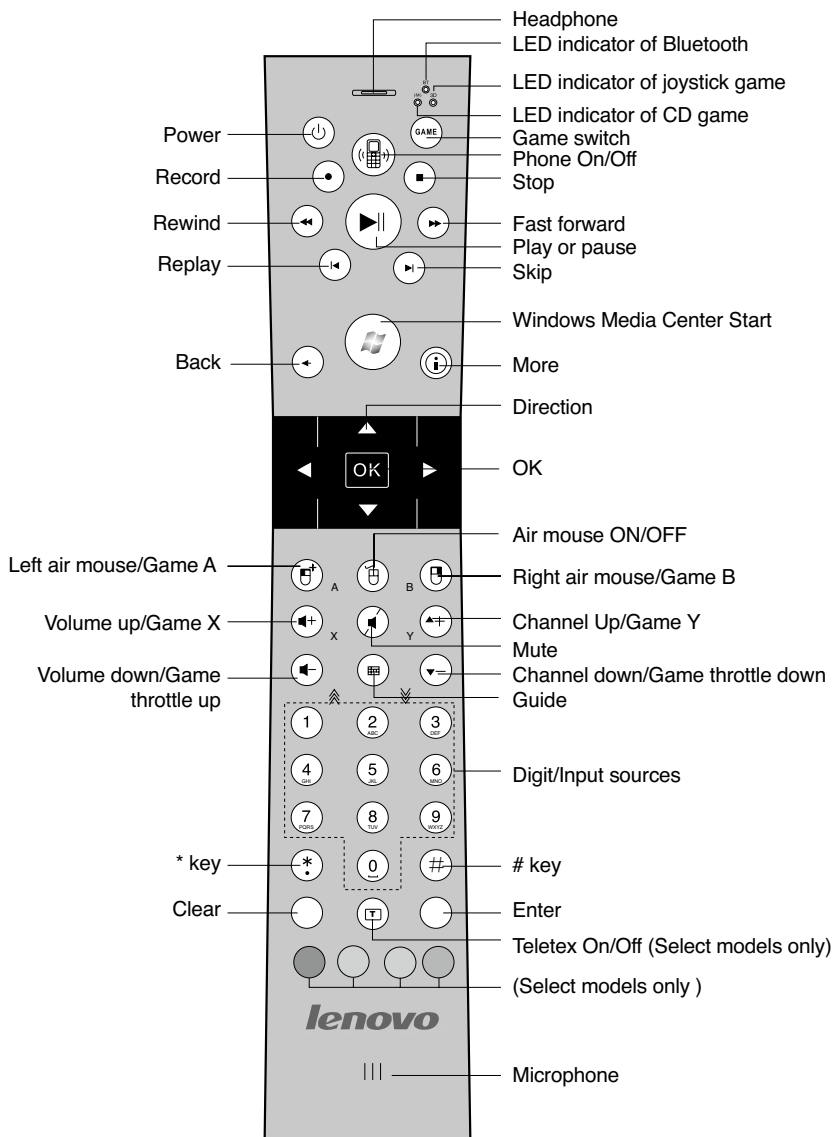 Headphone
LED indicator of Bluetooth
BT
LED indicator of joystick game
3D
LED indicator of CD game
Power
GAME
Game switch
Phone On/Off
Record
Stop
Rewind
Fast forward
Play or pause
Replay
Skip
Windows Media Center Start
Back
More
Direction
OK
OK
Air mouse ON/OFF
Left air mouse/Game A
A
B
Right air mouse/Game B
Volume up/Game X
X
Y
Channel Up/Game Y
Mute
Volume down/Game
throttle up
Channel down/Game throttle down
Guide
1
2
ABC
3
DEF
4
GHI
5
JKL
6
MNO
Digit/Input sources
7
PQRS
8
TUV
9
WXYZ
* key
*
0
#
# key
Clear
T
Enter
Teletex On/Off (Select models only)
(Select models only )
lenovo
Microphone